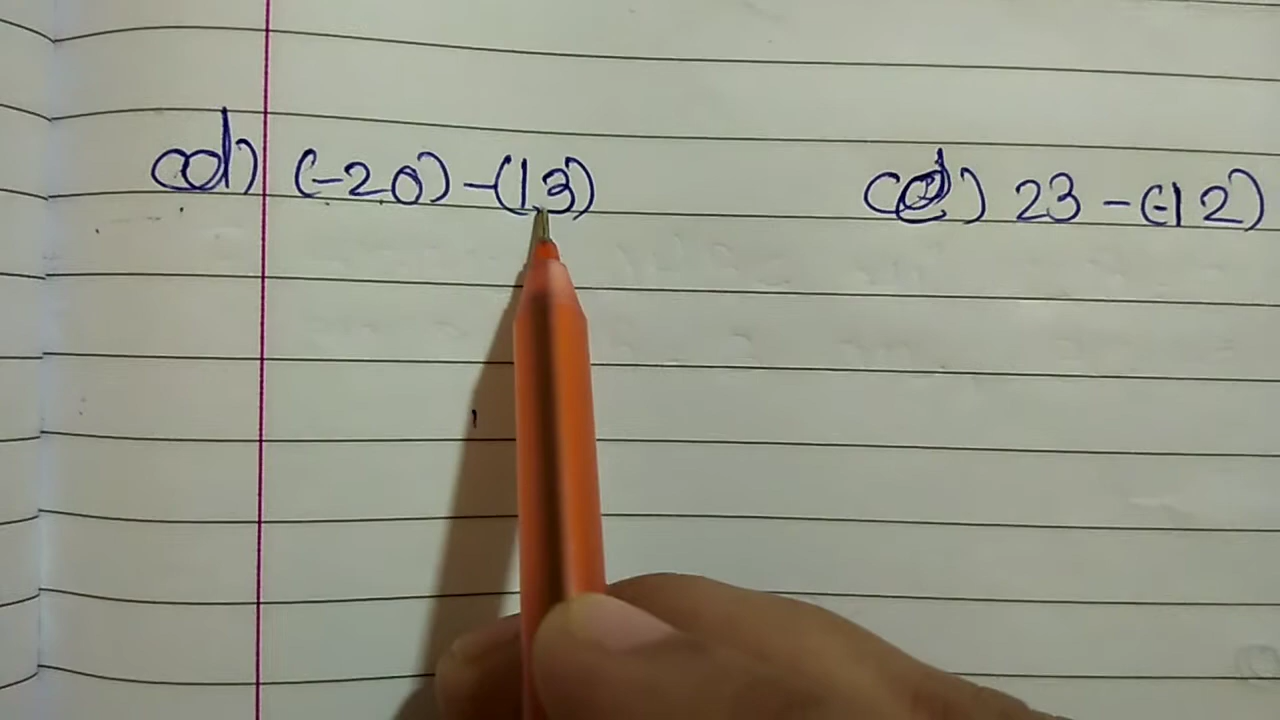 (d) (-20) - (13)
(e) 23 - (-12)